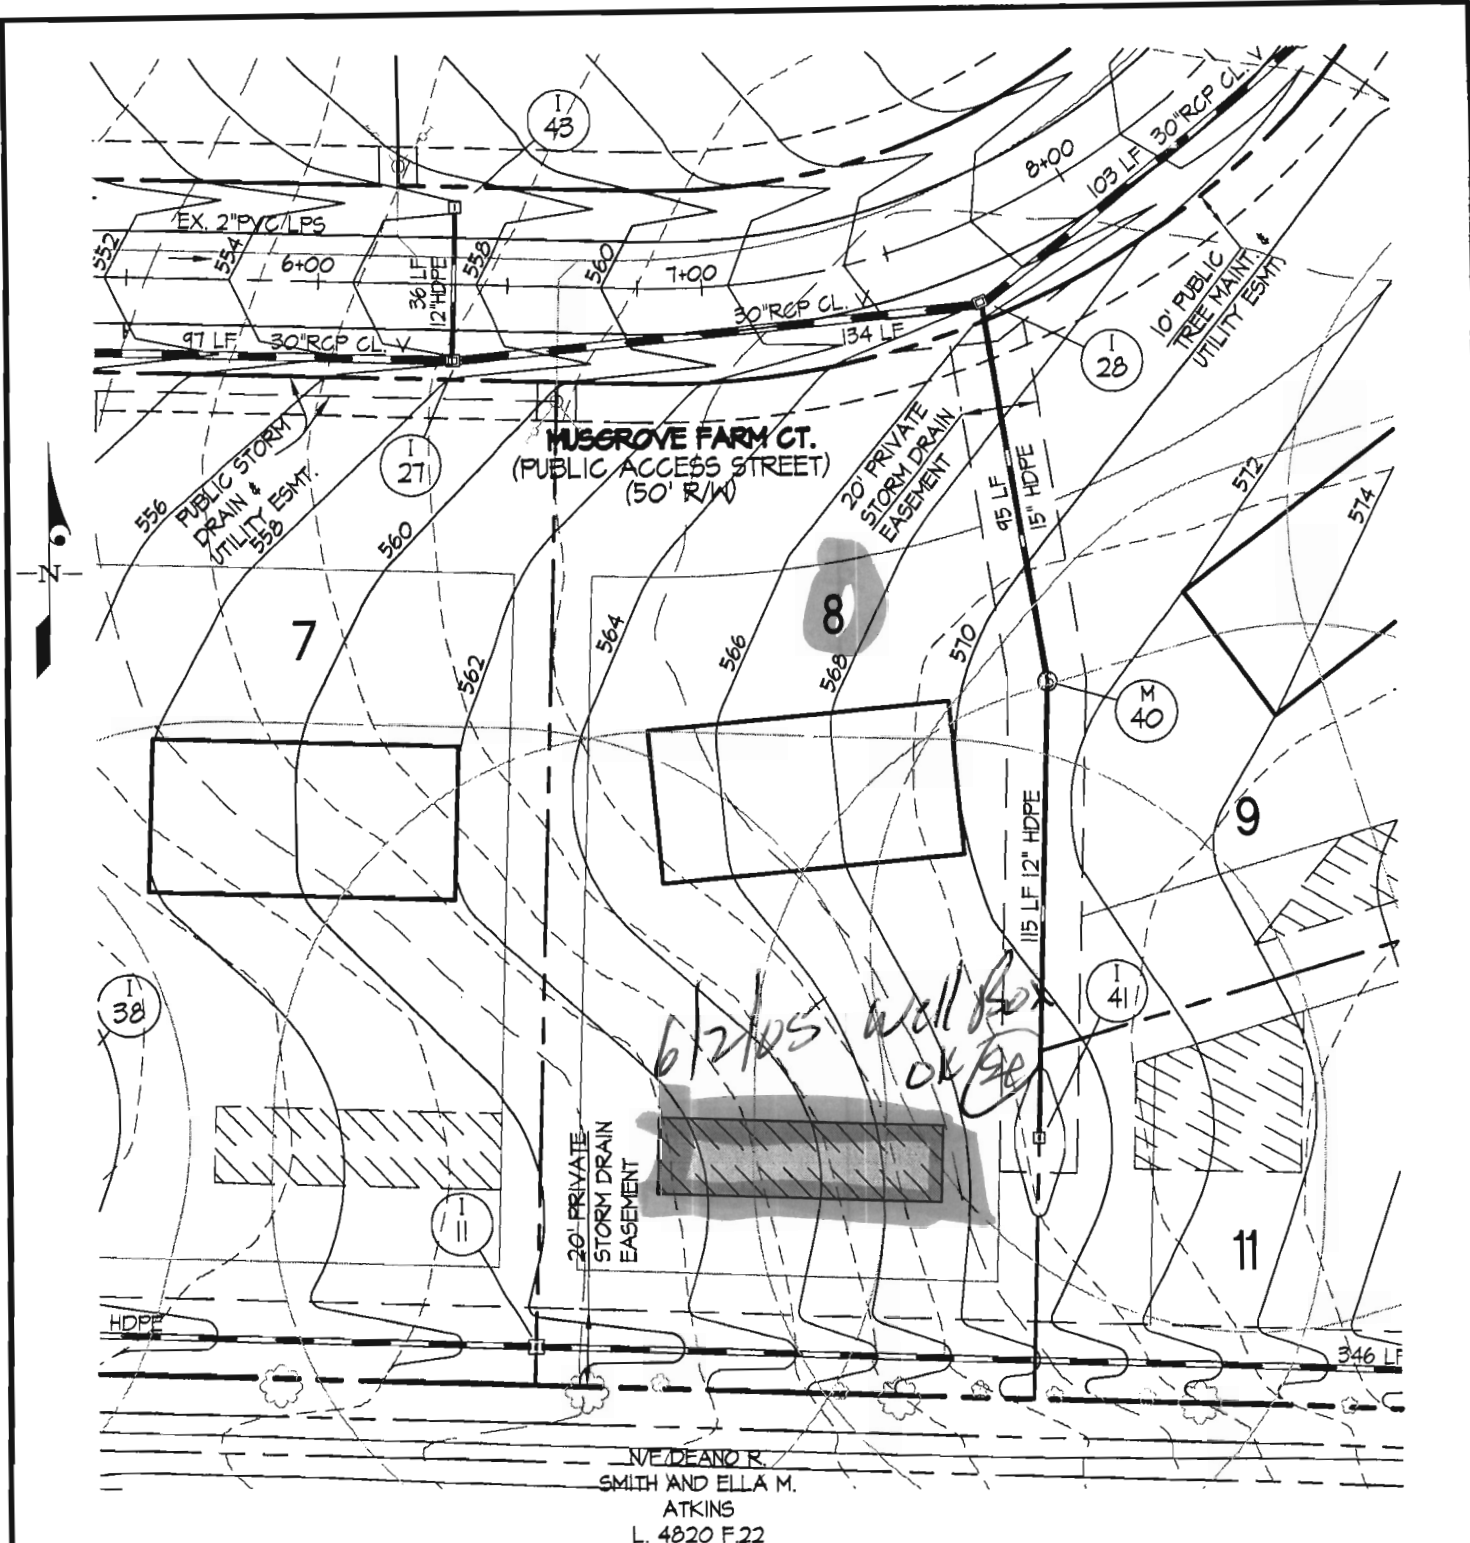 I
43
8+00
103 LF 30"RCP CL. V
EX. 2"PVC LPS
552
554
6+00
36 LF
12"HDPE
558
560
7+00
30"RCP CL. V
134 LF
97 LF 30"RCP CL. V
10' PUBLIC
TREE MAINT. &
UTILITY ESMT.
I
28
I
27
MUSGROVE FARM CT.
(PUBLIC ACCESS STREET)
(50' R/W)
PUBLIC STORM
DRAIN &
UTILITY ESMT.
20' PRIVATE
STORM DRAIN
EASEMENT
95 LF
15" HDPE
556
558
560
572
574
N
7
8
562
564
566
568
570
M
40
9
115 LF 12" HDPE
I
38
6/2/05 Well Box
OK
I
41
20' PRIVATE
STORM DRAIN
EASEMENT
I
11
11
HDPE
346 LF
N/F DEANO R.
SMITH AND ELLA M.
ATKINS
L. 4820 F.22